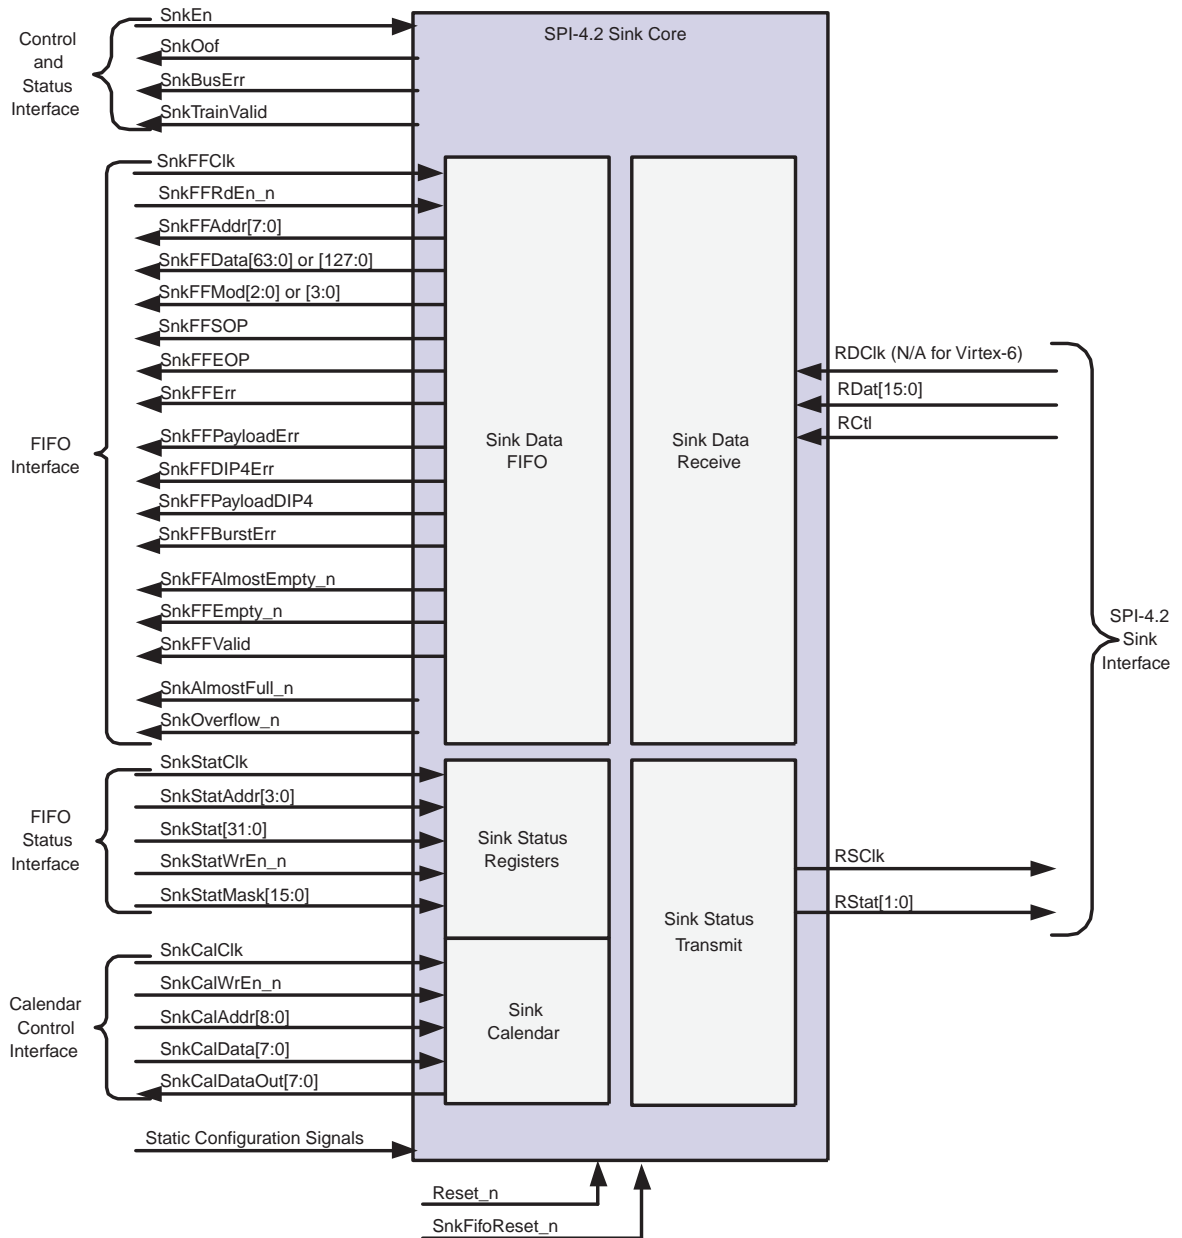 SPI-4.2 Sink Core
Control
and
Status
Interface
SnkEn
SnkOof
SnkBusErr
SnkTrainValid
FIFO
Interface
SnkFFClk
SnkFFRdEn_n
SnkFFAddr[7:0]
SnkFFData[63:0] or [127:0]
SnkFFMod[2:0] or [3:0]
SnkFFSOP
SnkFFEOP
SnkFFErr
SnkFFPayloadErr
SnkFFDIP4Err
SnkFFPayloadDIP4
SnkFFBurstErr
SnkFFAlmostEmpty_n
SnkFFEmpty_n
SnkFFValid
SnkAlmostFull_n
SnkOverflow_n
Sink Data
FIFO
Sink Data
Receive
RDClk (N/A for Virtex-6)
RDat[15:0]
RCtl
SPI-4.2
Sink
Interface
FIFO
Status
Interface
SnkStatClk
SnkStatAddr[3:0]
SnkStat[31:0]
SnkStatWrEn_n
SnkStatMask[15:0]
Sink Status
Registers
Sink Status
Transmit
RSClk
RStat[1:0]
Calendar
Control
Interface
SnkCalClk
SnkCalWrEn_n
SnkCalAddr[8:0]
SnkCalData[7:0]
SnkCalDataOut[7:0]
Sink
Calendar
Static Configuration Signals
Reset_n
SnkFifoReset_n